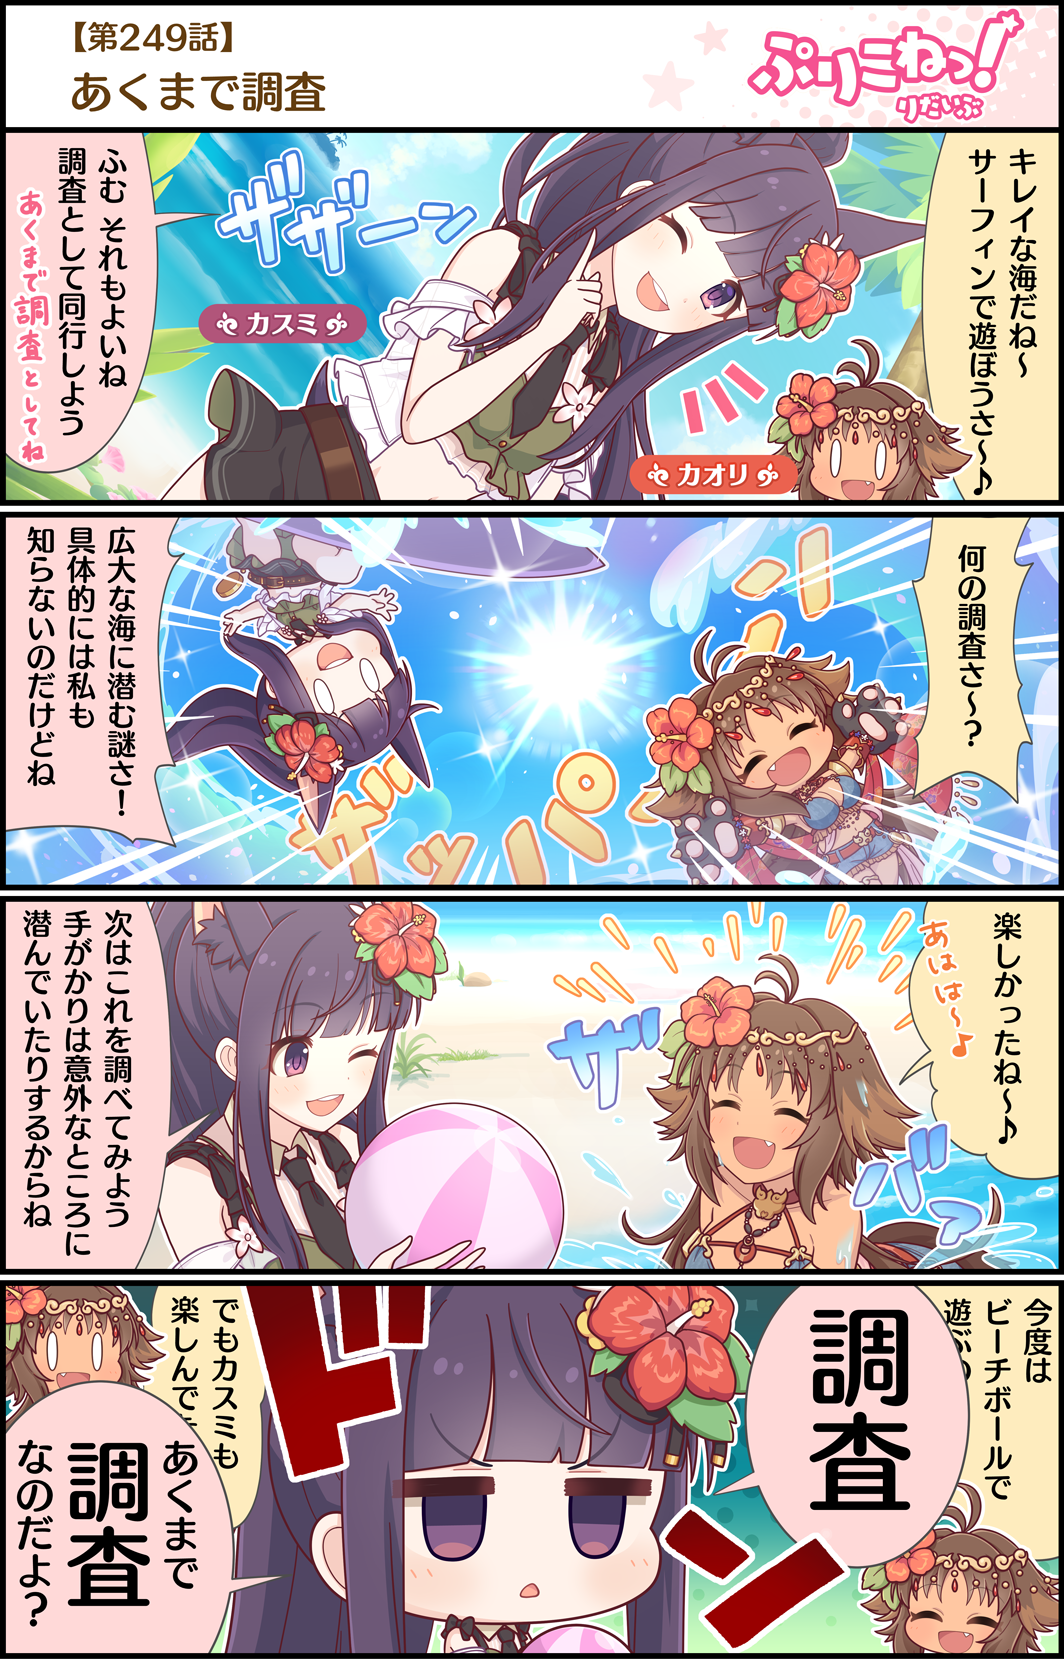 【第249話】
あくまで調査
ぷりこねっ!
りだいぶ
キレイな海だね～
サーフィンで遊ぼうさ～♪
カオリ
ザザーン
カスミ
ふむ それもよいね
調査として同行しよう
あくまで調査としてね
何の調査さ～?
ザッパーン
広大な海に潜む謎さ!
具体的には私も
知らないのだけどね
楽しかったね～♪
あはは～♪
ザバァ
次はこれを調べてみよう
手がかりは意外なところに
潜んでいたりするからね
今度は
ビーチボールで
遊ぶの
調査
ドン
でもカスミも
楽しんで
あくまで
調査
なのだよ?